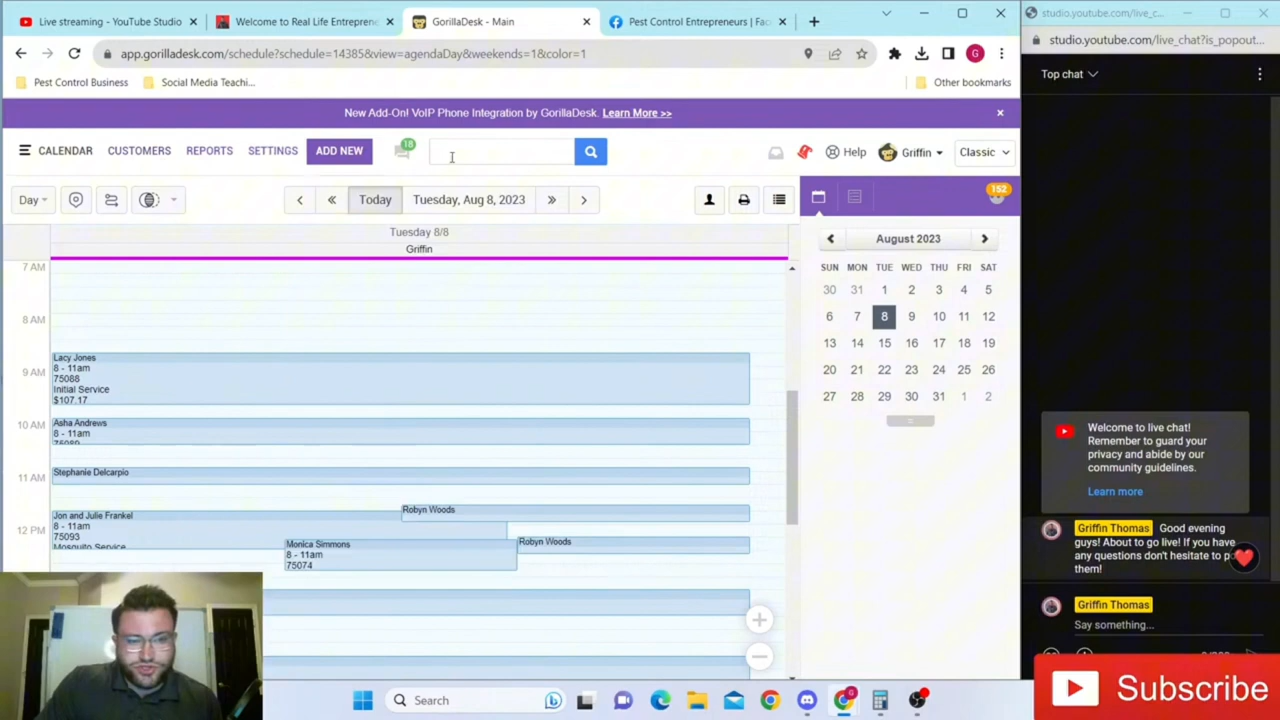 Live streaming - YouTube Studio
Welcome to Real Life Entreprene
GorillaDesk - Main
Pest Control Entrepreneurs | Fac
app.gorilladesk.com/schedule?schedule=14385&view=agendaDay&weekends=1&color=1
G
Pest Control Business
Social Media Teachi...
Other bookmarks
New Add-On! VoIP Phone Integration by GorillaDesk. Learn More >>
CALENDAR
CUSTOMERS
REPORTS
SETTINGS
ADD NEW
18
Help
Griffin
Classic
Day
Today
Tuesday, Aug 8, 2023
152
Tuesday 8/8
Griffin
7 AM
8 AM
9 AM
10 AM
11 AM
12 PM
Lacy Jones
8 - 11am
75088
Initial Service
$107.17
Asha Andrews
8 - 11am
75089
Stephanie Delcarpio
Jon and Julie Frankel
8 - 11am
75093
Mosquito Service
Robyn Woods
Monica Simmons
8 - 11am
75074
Robyn Woods
August 2023
SUN MON TUE WED THU FRI SAT
30 31 1 2 3 4 5
6 7 8 9 10 11 12
13 14 15 16 17 18 19
20 21 22 23 24 25 26
27 28 29 30 31 1 2
studio.youtube.com/live_c...
studio.youtube.com/live_chat?is_popout...
Top chat
Welcome to live chat!
Remember to guard your
privacy and abide by our
community guidelines.
Learn more
Griffin Thomas Good evening
guys! About to go live! If you have
any questions don't hesitate to p
them!
Griffin Thomas
Say something...
Search
G
Subscribe